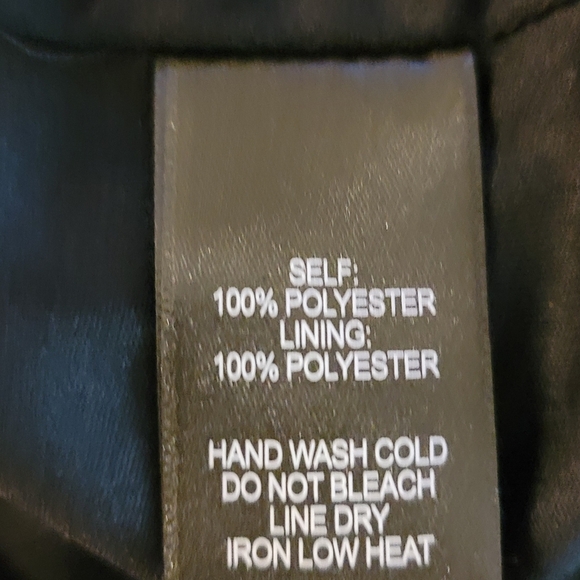 SELF:
100% POLYESTER
LINING:
100% POLYESTER
HAND WASH COLD
DO NOT BLEACH
LINE DRY
IRON LOW HEAT